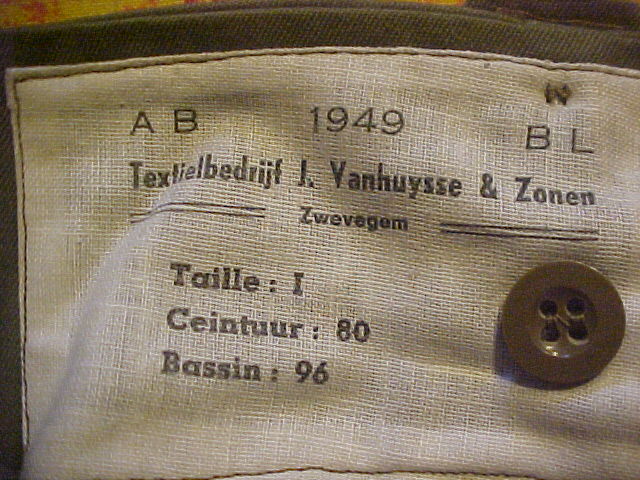 W
AB 1949 BL
Textielbedrijf J. Vanhuysse & Zonen
Zwevegem
Taille : I
Ceintuur : 80
Bassin : 96